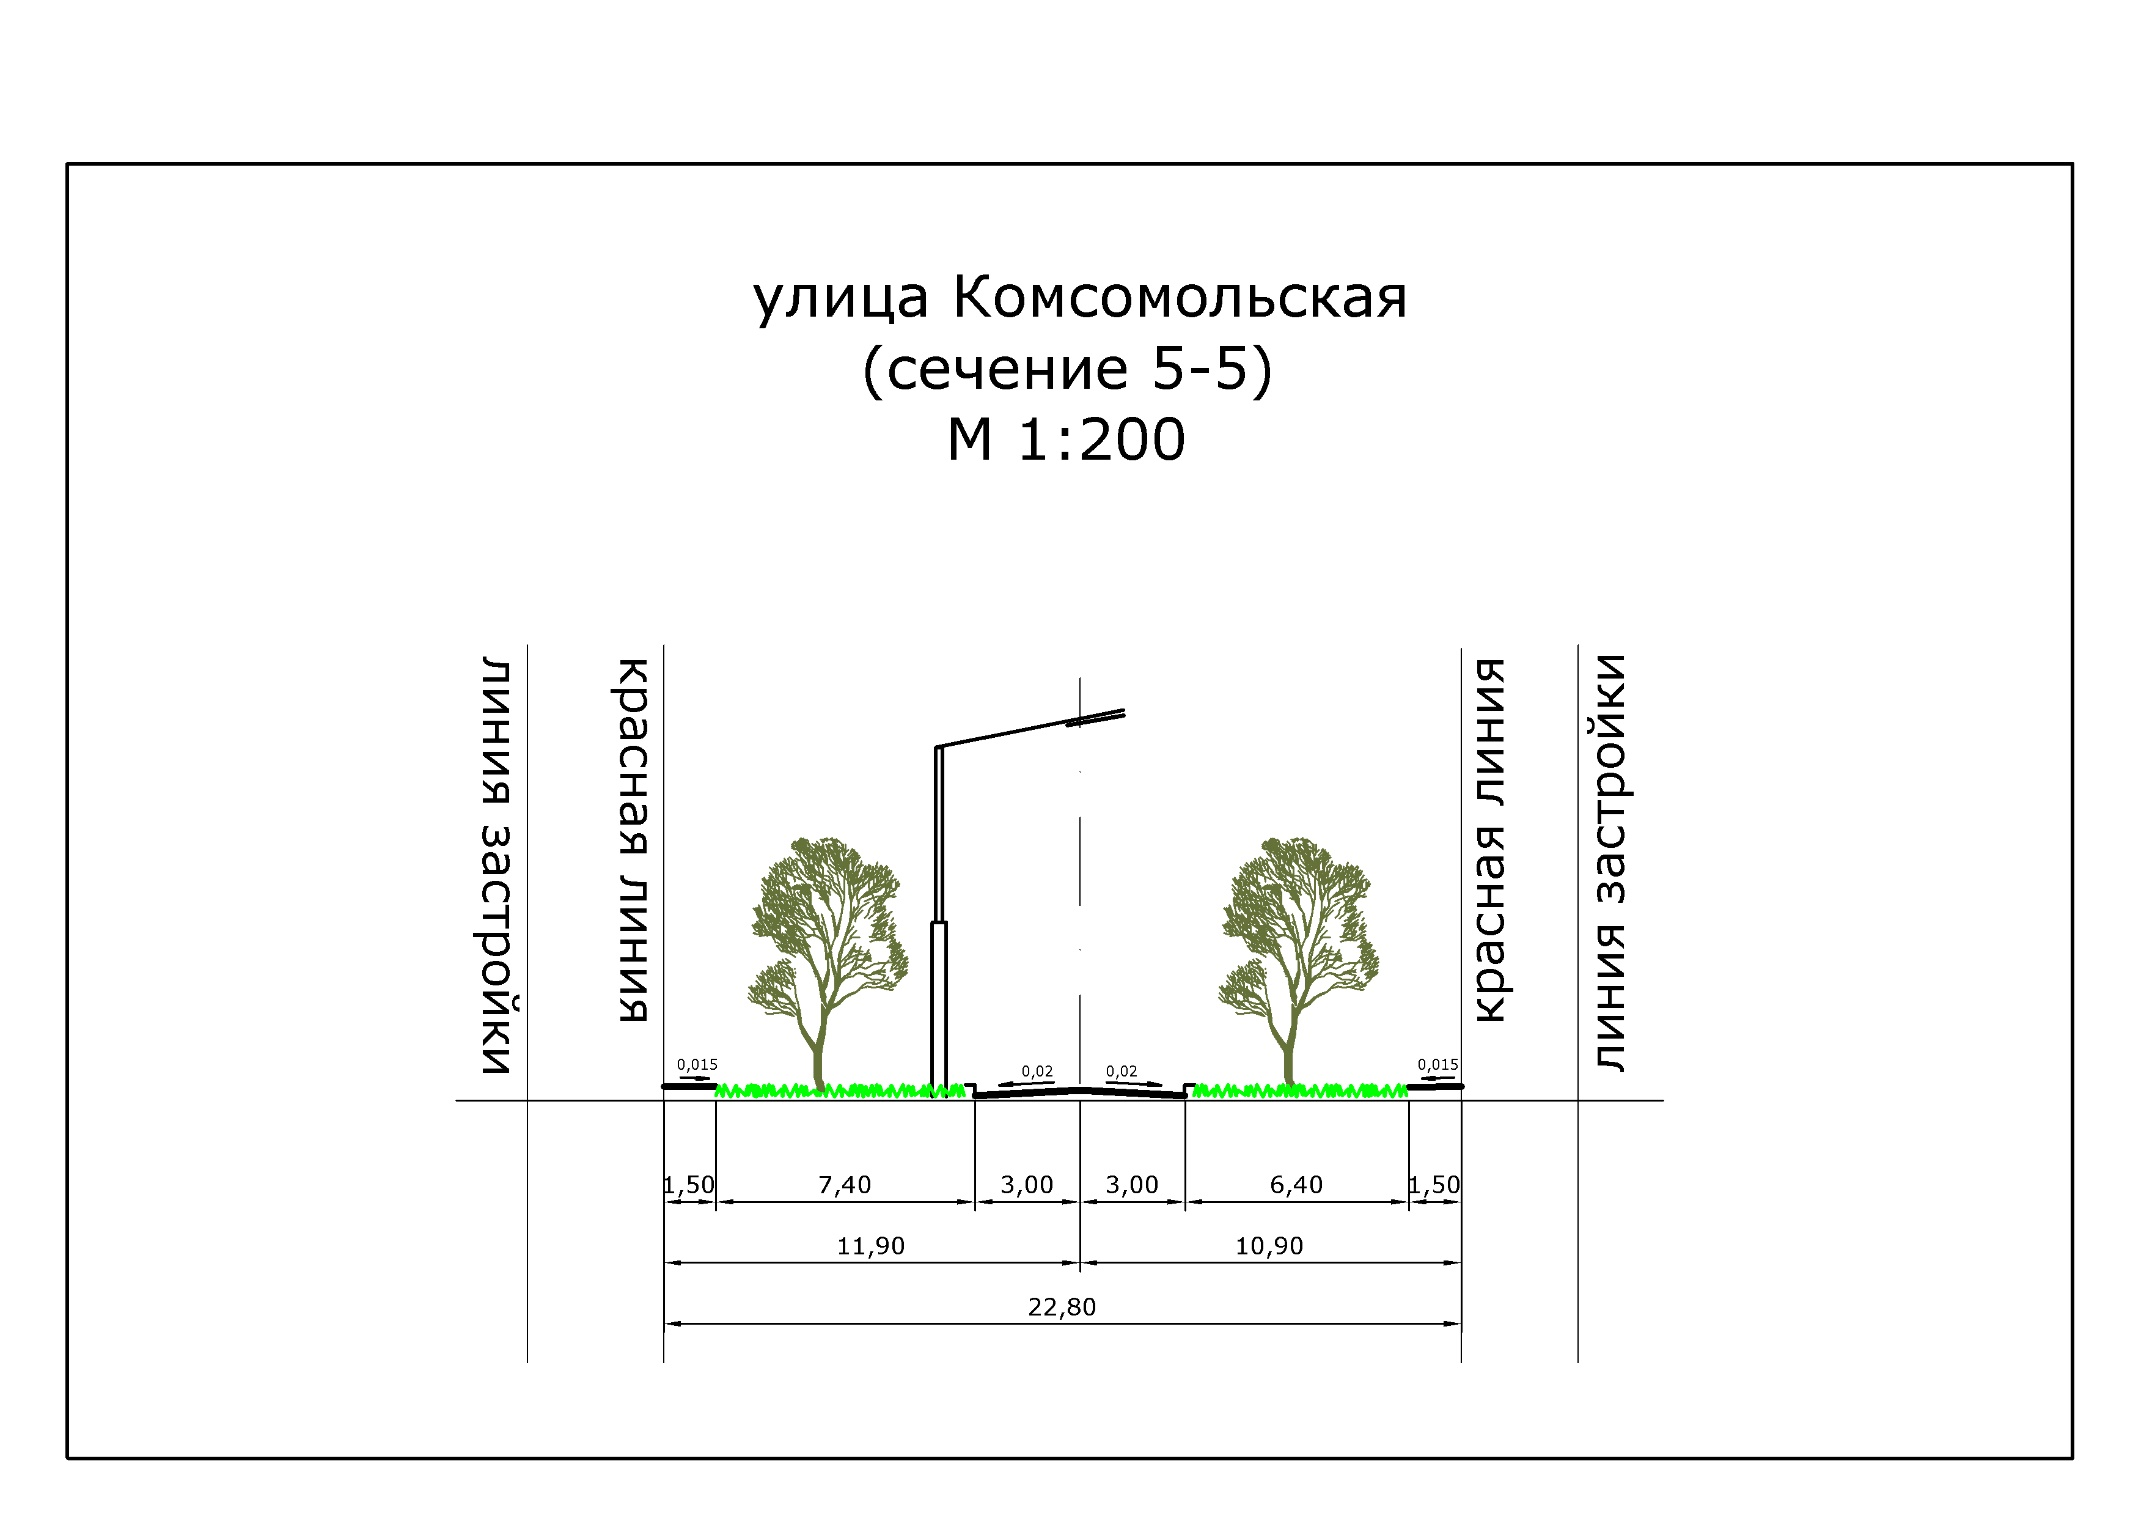 улица Комсомольская
(сечение 5-5)
М 1:200
линия застройки
красная линия
красная линия
линия застройки
0,015
0,02
0,02
0,015
1,50
7,40
3,00
3,00
6,40
1,50
11,90
10,90
22,80